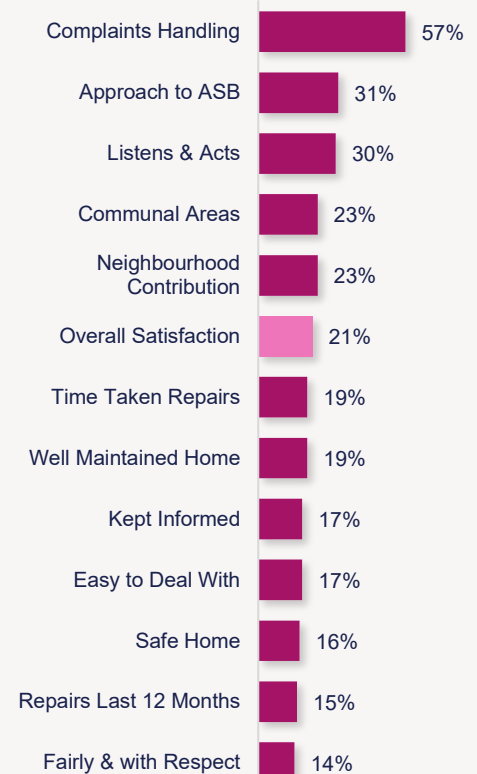 Complaints Handling 57%
Approach to ASB 31%
Listens & Acts 30%
Communal Areas 23%
Neighbourhood
Contribution 23%
Overall Satisfaction 21%
Time Taken Repairs 19%
Well Maintained Home 19%
Kept Informed 17%
Easy to Deal With 17%
Safe Home 16%
Repairs Last 12 Months 15%
Fairly & with Respect 14%